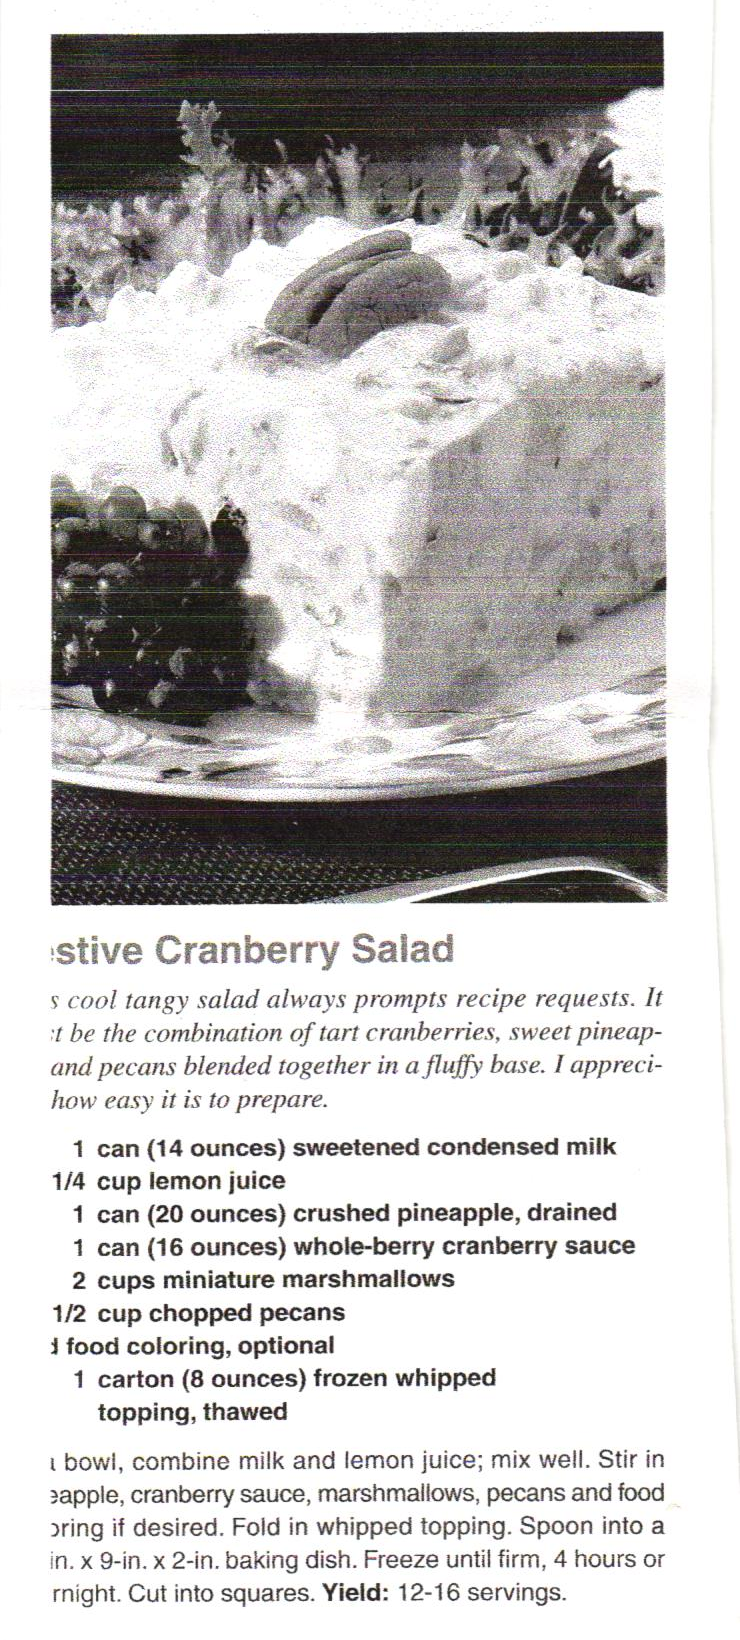 stive Cranberry Salad
s cool tangy salad always prompts recipe requests. It
t be the combination of tart cranberries, sweet pineap-
and pecans blended together in a fluffy base. I appreci-
how easy it is to prepare.
1 can (14 ounces) sweetened condensed milk
1/4 cup lemon juice
1 can (20 ounces) crushed pineapple, drained
1 can (16 ounces) whole-berry cranberry sauce
2 cups miniature marshmallows
1/2 cup chopped pecans
d food coloring, optional
1 carton (8 ounces) frozen whipped
topping, thawed
bowl, combine milk and lemon juice; mix well. Stir in
eapple, cranberry sauce, marshmallows, pecans and food
oring if desired. Fold in whipped topping. Spoon into a
in. x 9-in. x 2-in. baking dish. Freeze until firm, 4 hours or
rnight. Cut into squares. Yield: 12-16 servings.